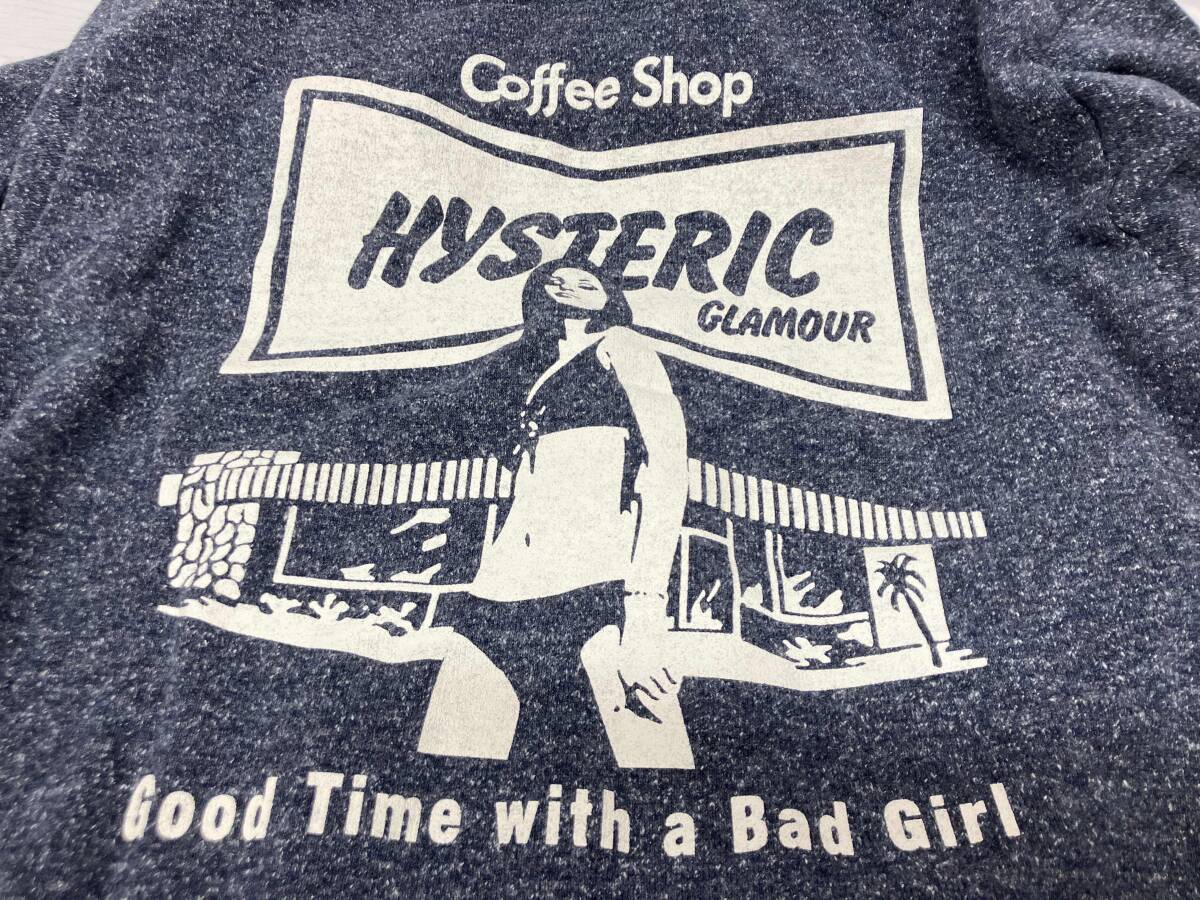 Coffee Shop
HYSTERIC
GLAMOUR
Good Time with a Bad Girl